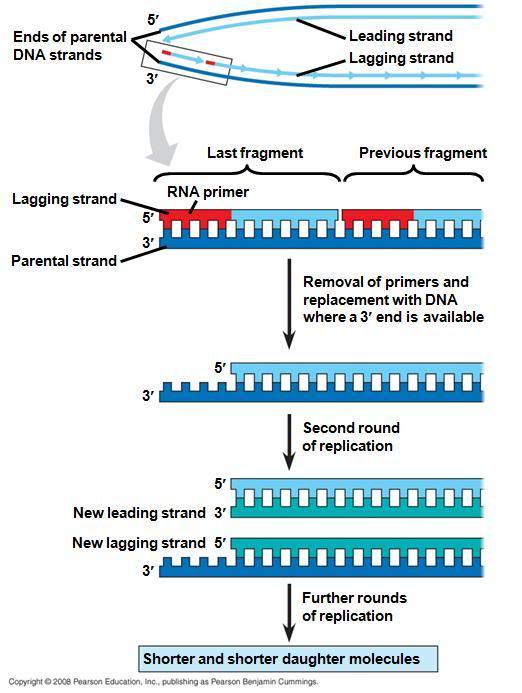 5′
Ends of parental
DNA strands
Leading strand
Lagging strand
3′
Last fragment
Previous fragment
RNA primer
Lagging strand
5′
3′
Parental strand
Removal of primers and
replacement with DNA
where a 3′ end is available
5′
3′
Second round
of replication
5′
New leading strand 3′
New lagging strand 5′
3′
Further rounds
of replication
Shorter and shorter daughter molecules
Copyright © 2008 Pearson Education, Inc., publishing as Pearson Benjamin Cummings.